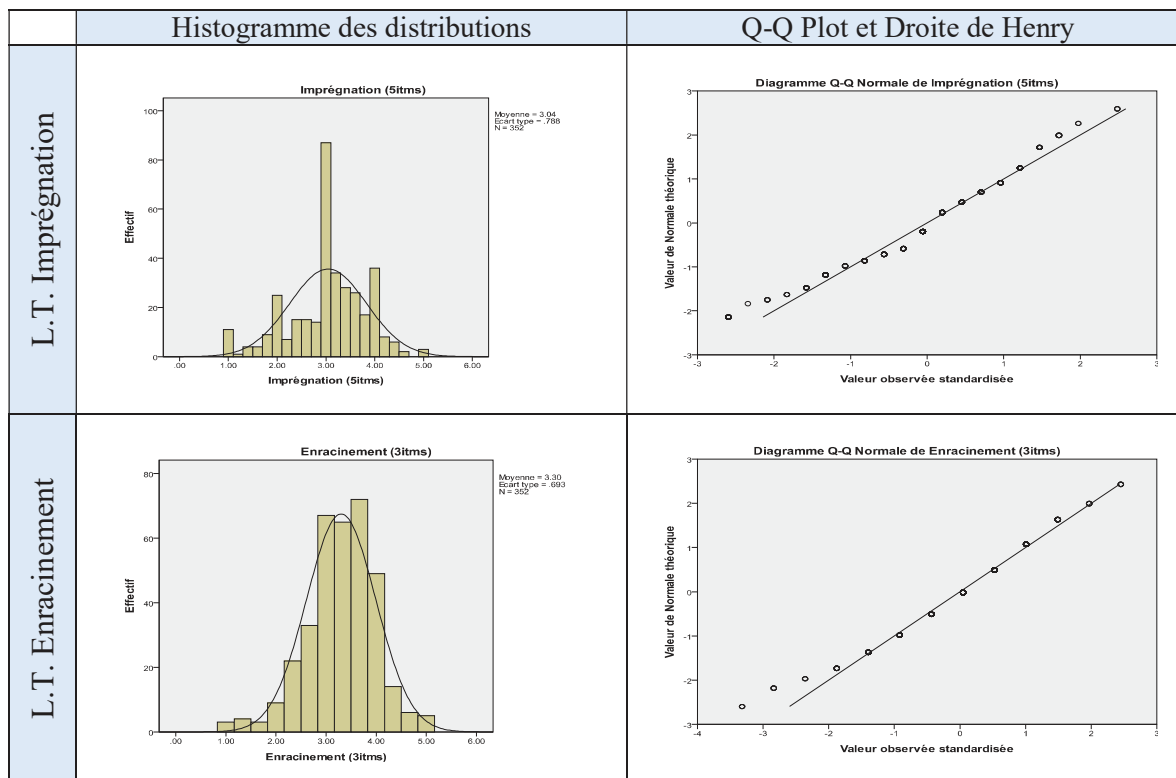 Histogramme des distributions
Q-Q Plot et Droite de Henry
L.T. Imprégnation
Imprégnation (5itms)
Moyenne = 3.04
Ecart type = .788
N = 352
Effectif
100
80
60
40
20
0
.00 1.00 2.00 3.00 4.00 5.00 6.00
Imprégnation (5itms)
Diagramme Q-Q Normale de Imprégnation (5itms)
Valeur de Normale théorique
3
2
1
0
-1
-2
-3
-3 -2 -1 0 1 2 3
Valeur observée standardisée
L.T. Enracinement
Enracinement (3itms)
Moyenne = 3.30
Ecart type = .693
N = 352
Effectif
80
60
40
20
0
.00 1.00 2.00 3.00 4.00 5.00 6.00
Enracinement (3itms)
Diagramme Q-Q Normale de Enracinement (3itms)
Valeur de Normale théorique
3
2
1
0
-1
-2
-3
-4 -3 -2 -1 0 1 2 3
Valeur observée standardisée